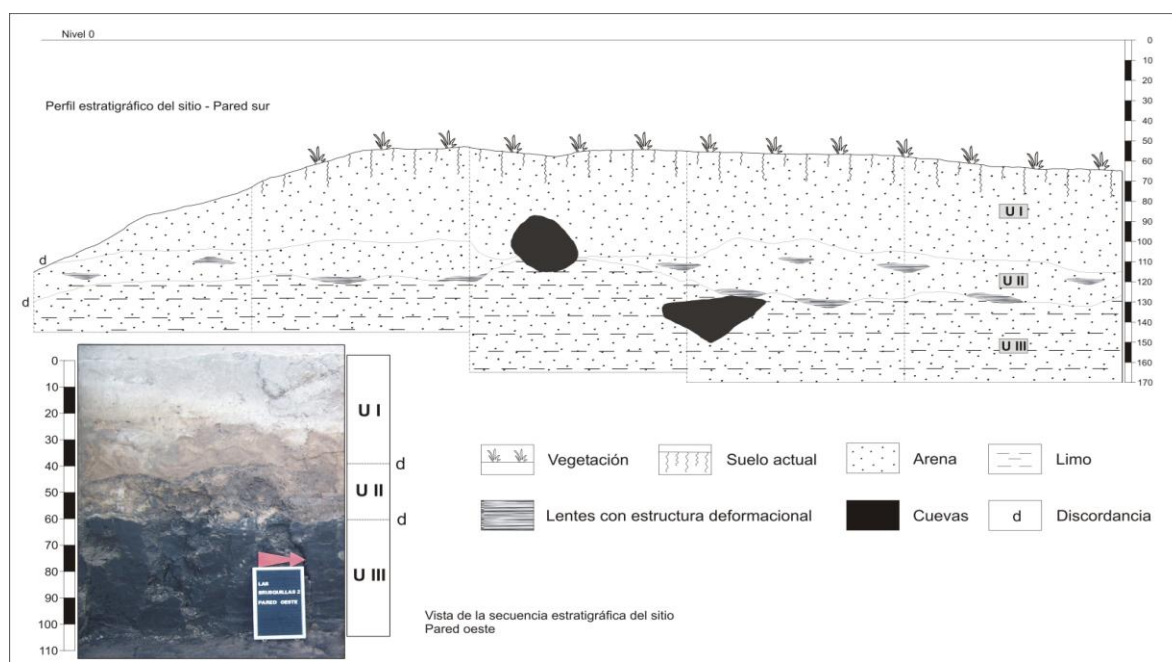 Nivel 0
Perfil estratigráfico del sitio - Pared sur
0
10
20
30
40
50
60
70
80
90
100
110
120
130
140
150
160
170
U I
U II
U III
d
d
0
10
20
30
40
50
60
70
80
90
100
110
U I
d
U II
d
U III
LAS
BRUSQUILLAS 2
PARED OESTE
Vegetación
Suelo actual
Arena
Limo
Lentes con estructura deformacional
Cuevas
d
Discordancia
Vista de la secuencia estratigráfica del sitio
Pared oeste